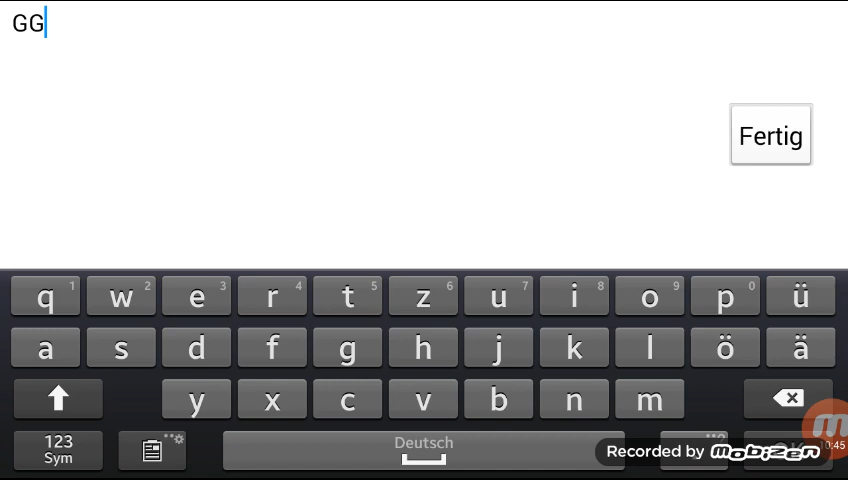 GG
Fertig
q 1 w 2 e 3 r 4 t 5 z 6 u 7 i 8 o 9 p 0 ü
a s d f g h j k l ö ä
y x c v b n m
123
Sym
Deutsch
Recorded by mobizen
10:45